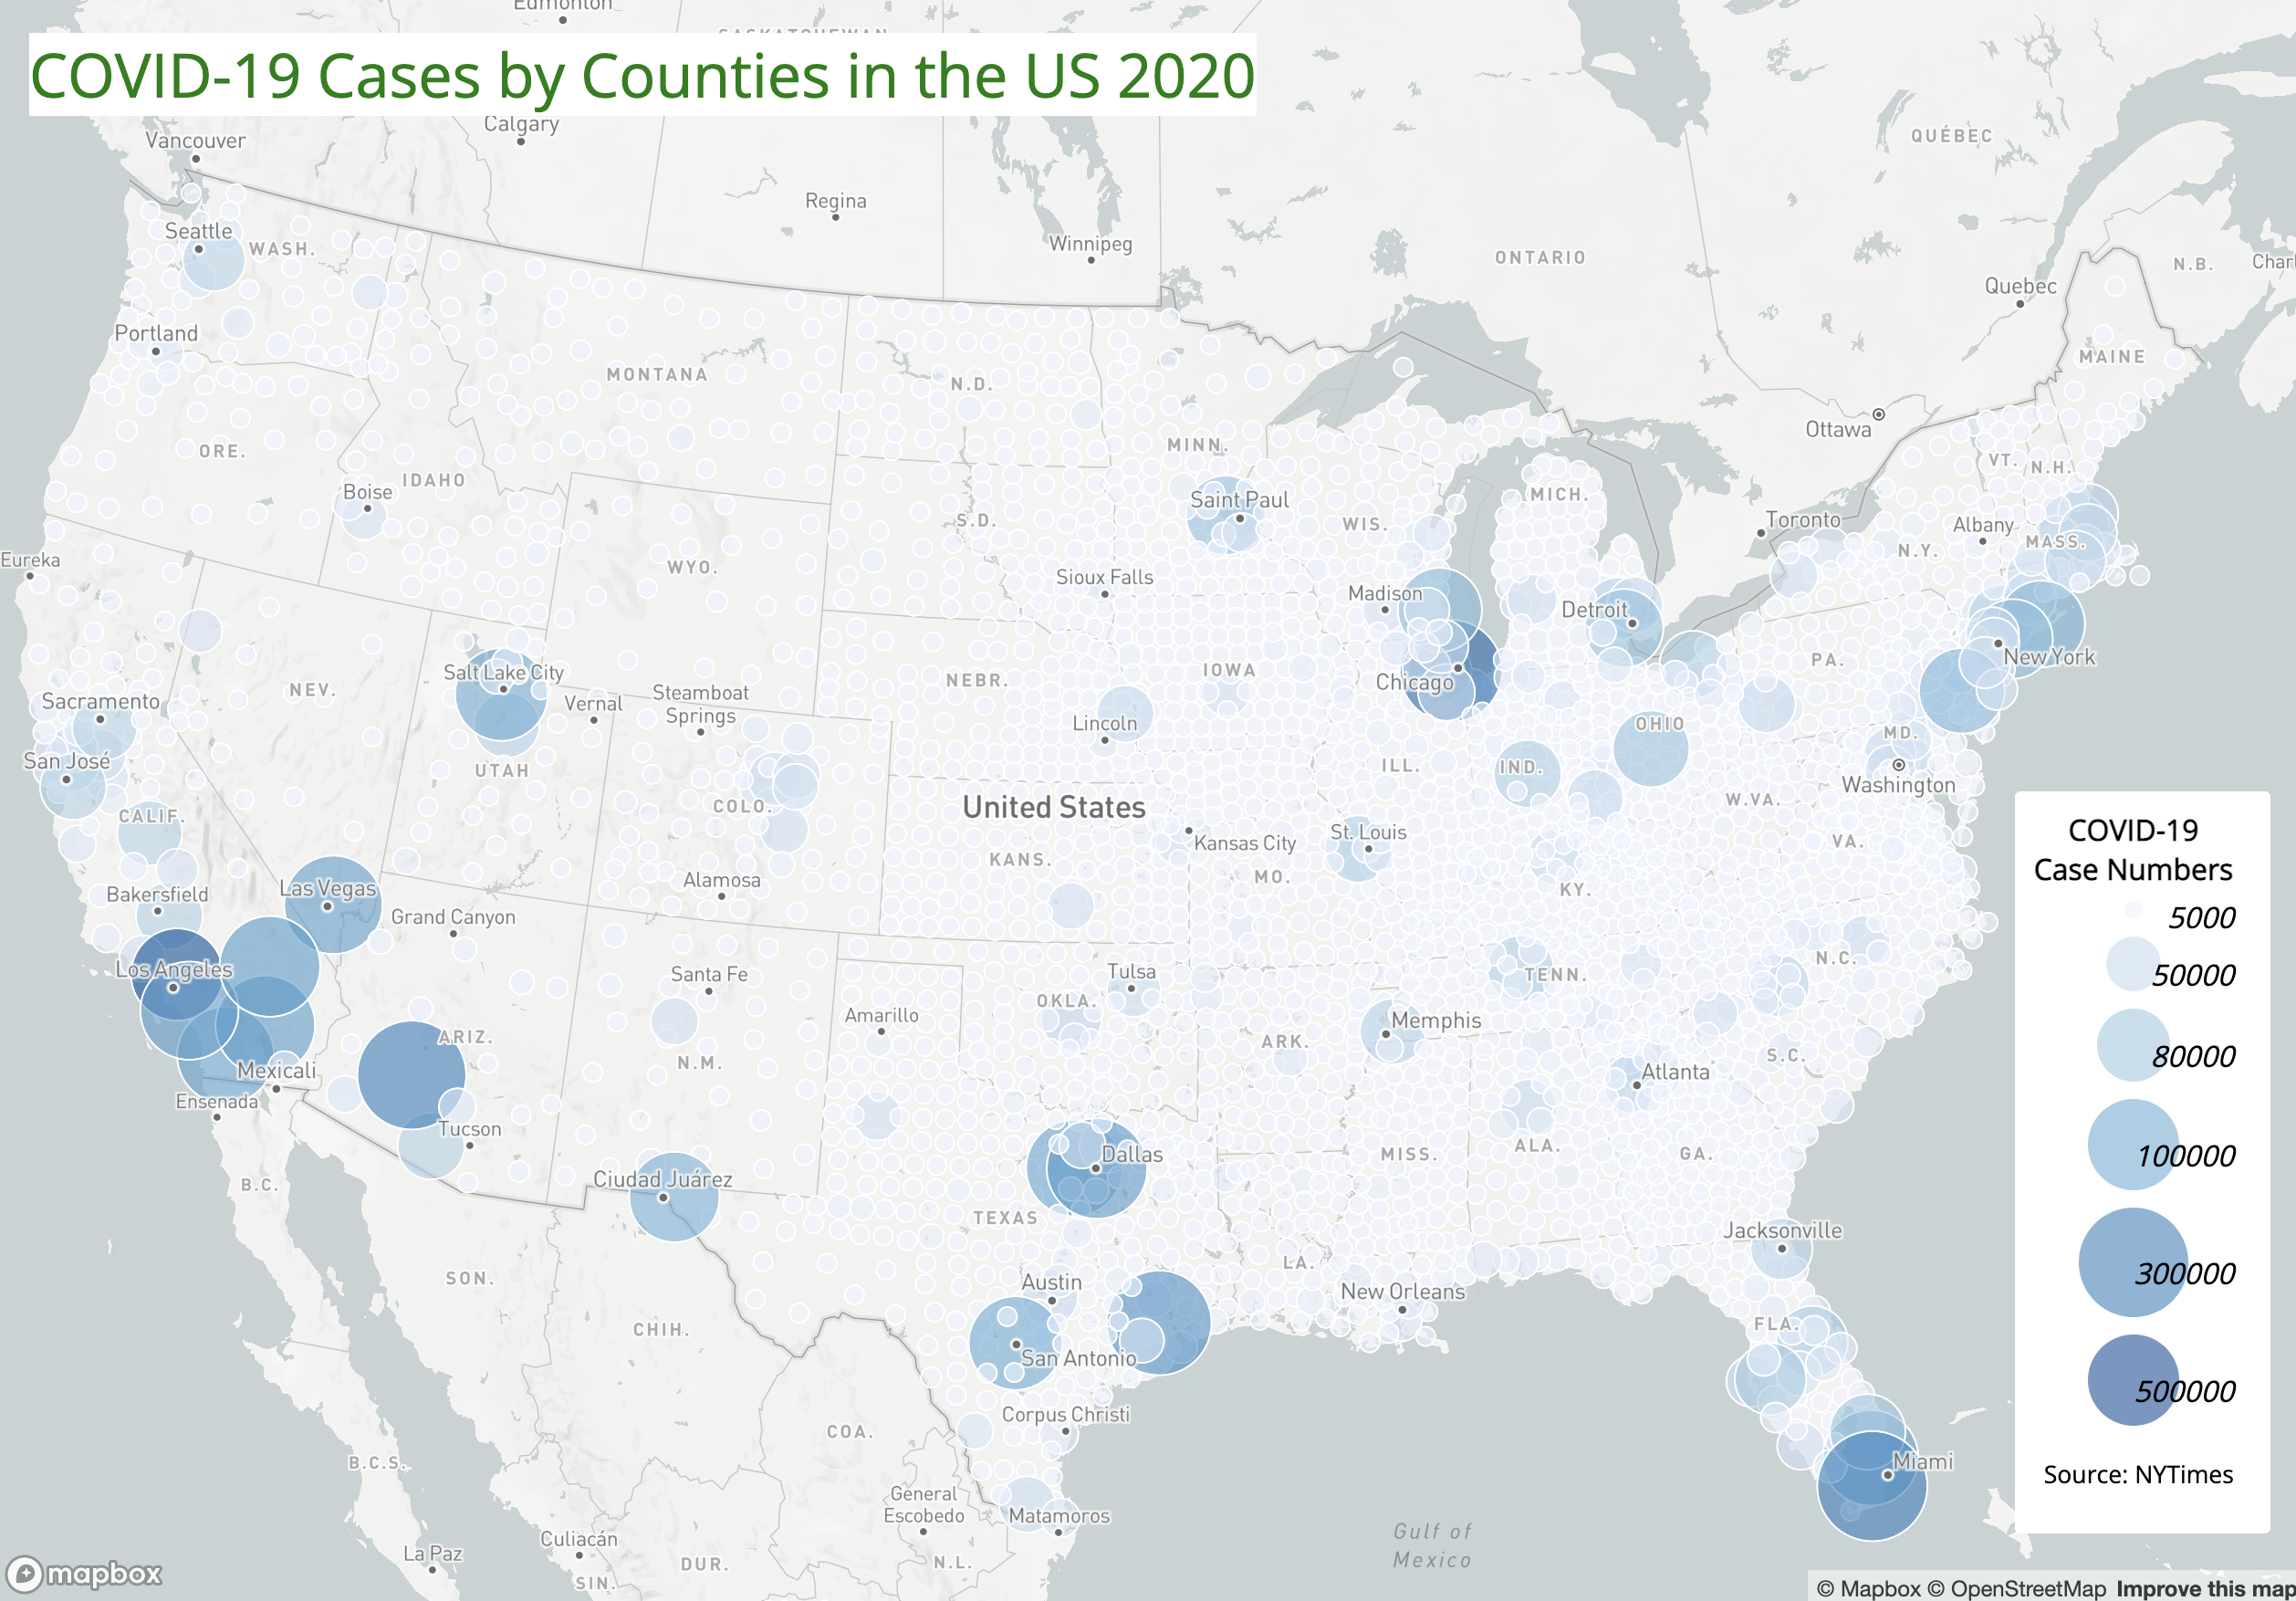 Edmonton
SASKATCHEWAN
COVID-19 Cases by Counties in the US 2020
Calgary
Vancouver
QUÉBEC
Regina
Seattle
WASH.
Winnipeg
ONTARIO
N.B.
Quebec
Portland
MONTANA
N.D.
MAINE
Ottawa
ORE.
MINN.
VT.
N.H.
IDAHO
Boise
Saint Paul
MICH.
S.D.
WIS.
Toronto
Albany
MASS.
N.Y.
Eureka
WYO.
Sioux Falls
Madison
Detroit
New York
PA.
IOWA
Salt Lake City
NEBR.
Chicago
NEV.
Sacramento
Vernal
Steamboat
Springs
Lincoln
OHIO
MD.
San José
UTAH
ILL.
IND.
Washington
CALIF.
COLO.
United States
W.VA.
Kansas City
St. Louis
VA.
KANS.
MO.
KY.
Bakersfield
Las Vegas
Alamosa
Grand Canyon
Los Angeles
Santa Fe
Tulsa
TENN.
N.C.
OKLA.
Amarillo
Memphis
ARIZ.
ARK.
N.M.
S.C.
Mexicali
Atlanta
Ensenada
Tucson
Dallas
MISS.
ALA.
GA.
B.C.
Ciudad Juárez
TEXAS
Jacksonville
SON.
LA.
Austin
New Orleans
CHIH.
FLA.
San Antonio
Corpus Christi
COA.
B.C.S.
Miami
General
Escobedo
Matamoros
Gulf of
Mexico
Culiacán
La Paz
DUR.
N.L.
SIN.
COVID-19
Case Numbers
5000
50000
80000
100000
300000
500000
Source: NYTimes
mapbox
© Mapbox © OpenStreetMap Improve this map